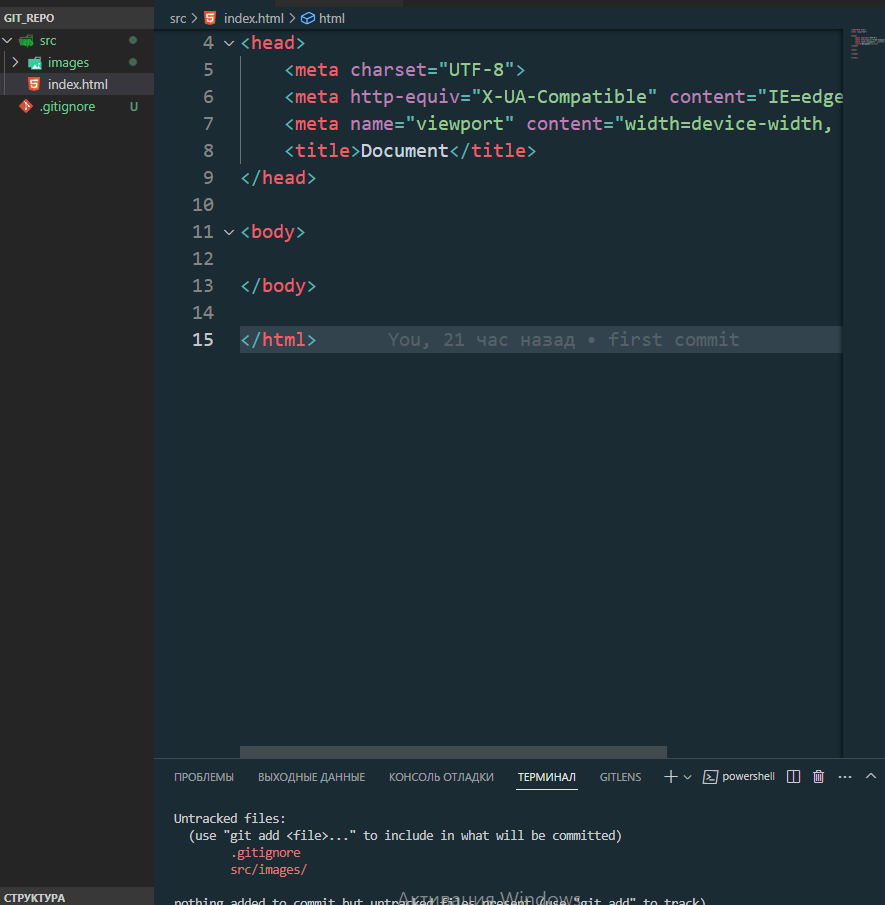 GIT_REPO
src
images
index.html
.gitignore U
src > index.html > html
4 <head>
5 <meta charset="UTF-8">
6 <meta http-equiv="X-UA-Compatible" content="IE=edge
7 <meta name="viewport" content="width=device-width,
8 <title>Document</title>
9 </head>
10
11 <body>
12
13 </body>
14
15 </html> You, 21 час назад • first commit
ПРОБЛЕМЫ ВЫХОДНЫЕ ДАННЫЕ КОНСОЛЬ ОТЛАДКИ ТЕРМИНАЛ GITLENS powershell
Untracked files:
(use "git add <file>..." to include in what will be committed)
.gitignore
src/images/
nothing added to commit but untracked files present (use "git add" to track)
Активация Windows
СТРУКТУРА